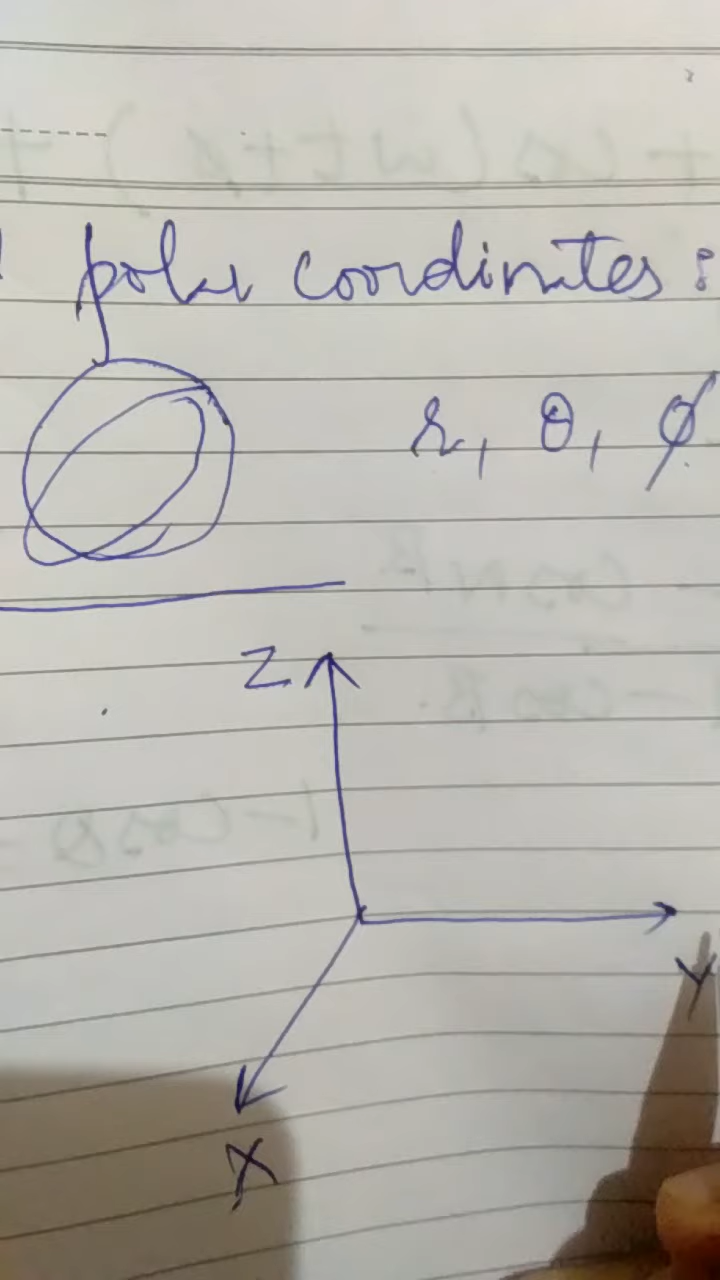 polar coordinates :
r, θ, ϕ
Z
Y
X